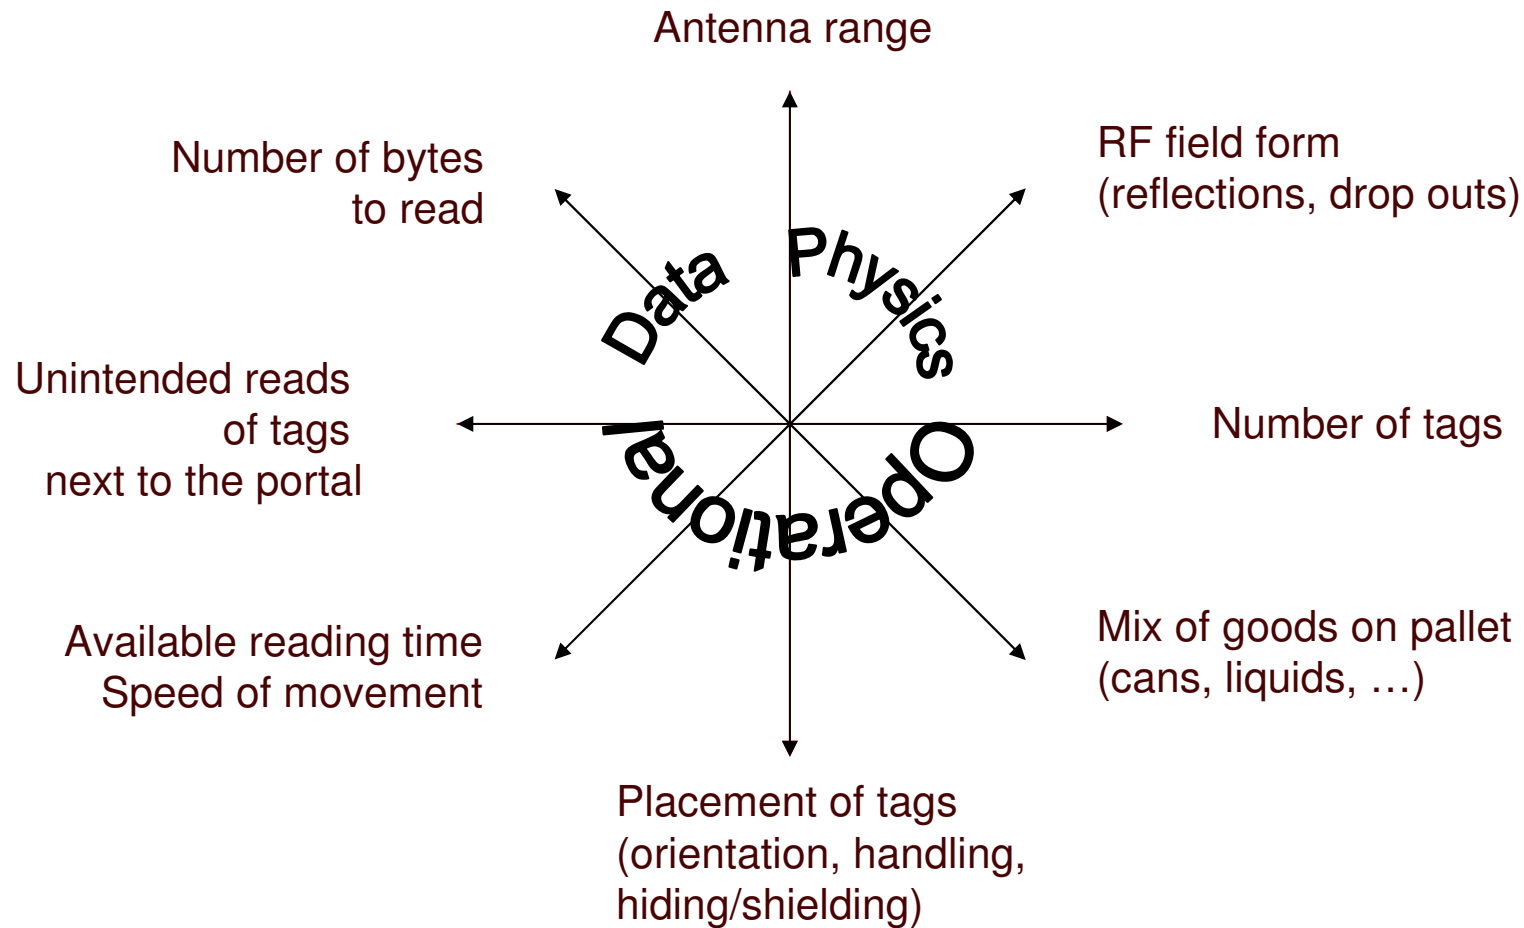 Antenna range
Number of bytes
to read
RF field form
(reflections, drop outs)
Data
Physics
Unintended reads
of tags
next to the portal
Number of tags
Operational
Available reading time
Speed of movement
Mix of goods on pallet
(cans, liquids, …)
Placement of tags
(orientation, handling,
hiding/shielding)